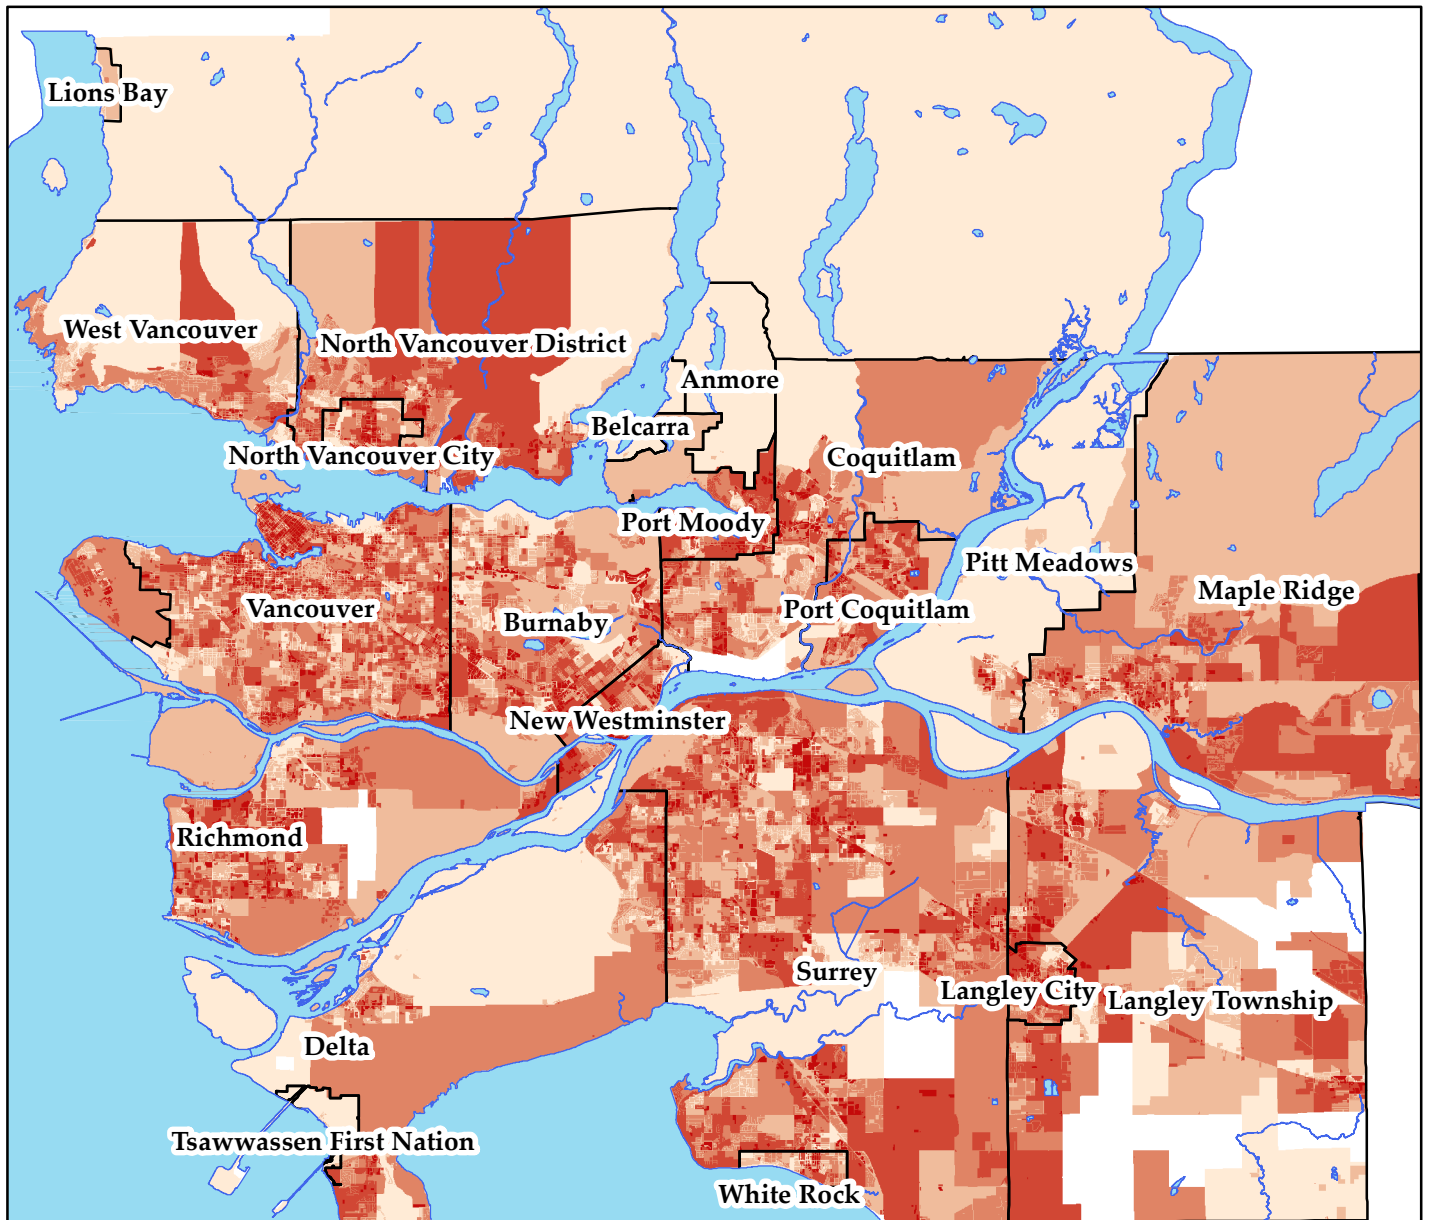 Lions Bay
West Vancouver
North Vancouver District
Anmore
Belcarra
North Vancouver City
Coquitlam
Port Moody
Pitt Meadows
Maple Ridge
Vancouver
Burnaby
Port Coquitlam
New Westminster
Richmond
Surrey
Langley City
Langley Township
Delta
Tsawwassen First Nation
White Rock